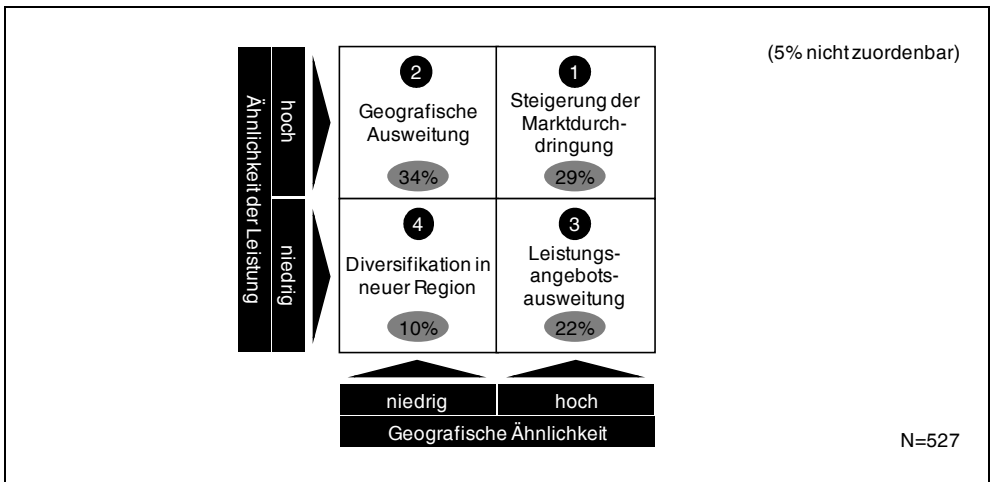 (5% nicht zuordenbar)
Ähnlichkeit der Leistung
hoch
niedrig
2
Geografische
Ausweitung
34%
1
Steigerung der
Marktdurch-
dringung
29%
4
Diversifikation in
neuer Region
10%
3
Leistungs-
angebots-
ausweitung
22%
niedrig
hoch
Geografische Ähnlichkeit
N=527